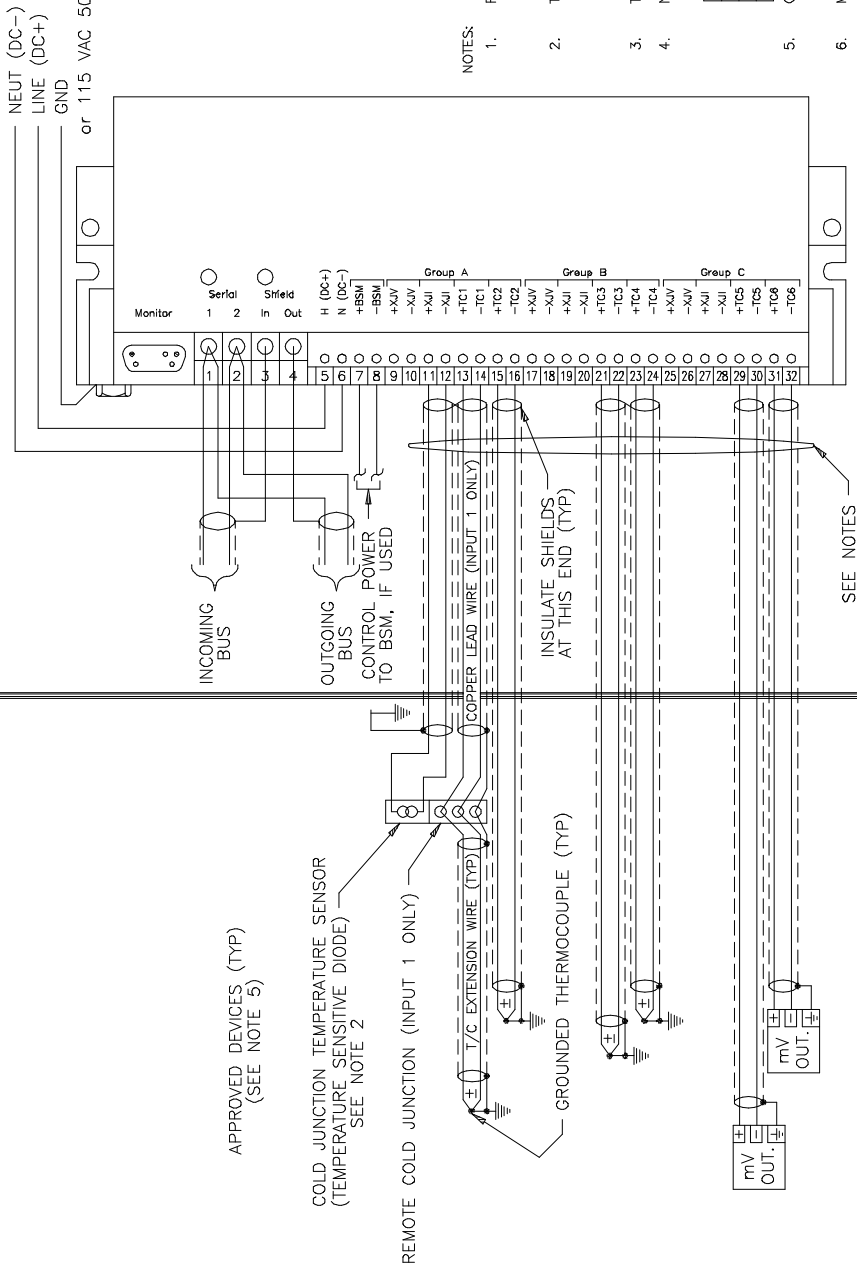 NEUT (DC-)
LINE (DC+)
GND
or 115 VAC 50
NOTES:
1.
2.
3.
4.
5.
6.
Monitor
Serial
1 2
Shield
In Out
H (DC+)
N (DC-)
+BSM
-BSM
Group A
+XJV
-XJV
+XJI
-XJI
+TC1
-TC1
+TC2
-TC2
Group B
+XJV
-XJV
+XJI
-XJI
+TC3
-TC3
+TC4
-TC4
Group C
+XJV
-XJV
+XJI
-XJI
+TC5
-TC5
+TC6
-TC6
1 2 3 4 5 6 7 8 9 10 11 12 13 14 15 16 17 18 19 20 21 22 23 24 25 26 27 28 29 30 31 32
INCOMING
BUS
OUTGOING
BUS
CONTROL POWER
TO BSM, IF USED
COPPER LEAD WIRE (INPUT 1 ONLY)
INSULATE SHIELDS
AT THIS END (TYP)
SEE NOTES
APPROVED DEVICES (TYP)
(SEE NOTE 5)
COLD JUNCTION TEMPERATURE SENSOR
(TEMPERATURE SENSITIVE DIODE)
SEE NOTE 2
REMOTE COLD JUNCTION (INPUT 1 ONLY)
T/C EXTENSION WIRE (TYP)
GROUNDED THERMOCOUPLE (TYP)
±
±
±
±
mV
OUT.
+
-
mV
OUT.
+
-